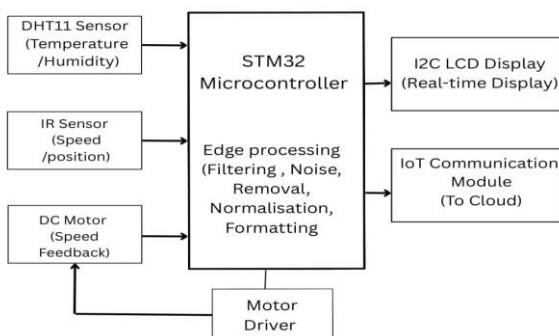 DHT11 Sensor
(Temperature
/Humidity)
IR Sensor
(Speed
/position)
DC Motor
(Speed
Feedback)
STM32
Microcontroller
Edge processing
(Filtering , Noise,
Removal,
Normalisation,
Formatting
Motor
Driver
I2C LCD Display
(Real-time Display)
IoT Communication
Module
(To Cloud)